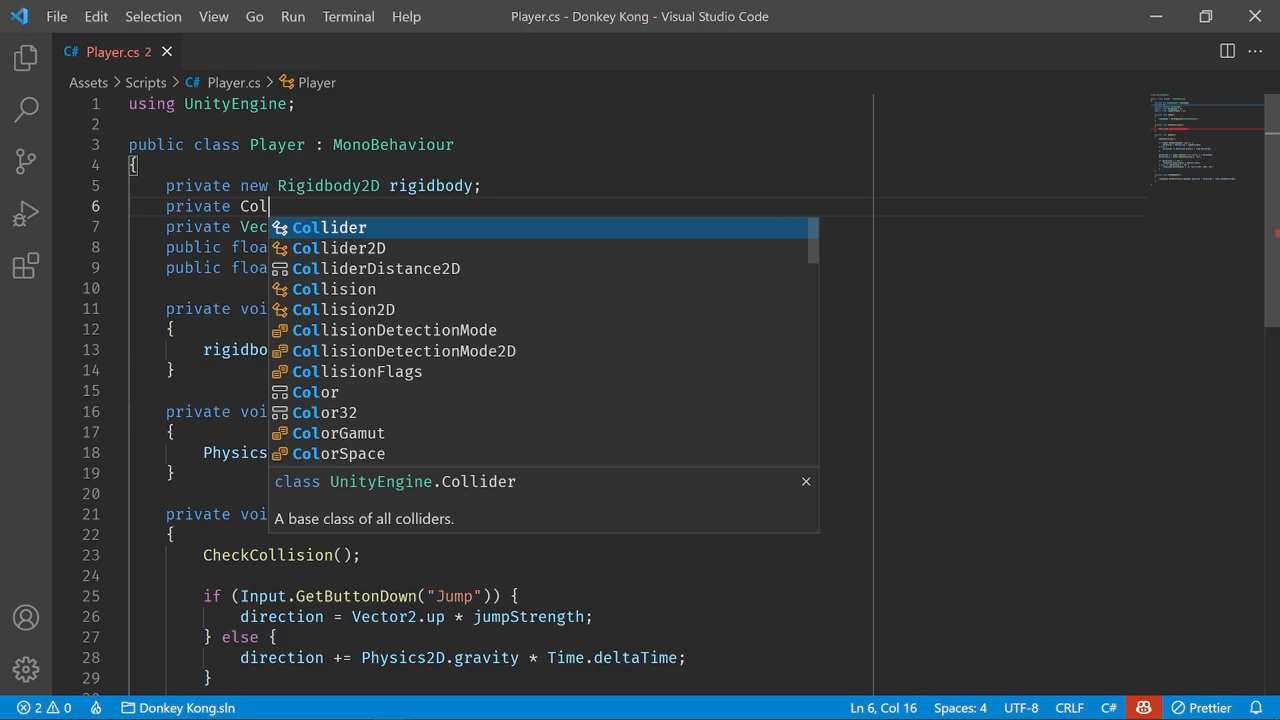 File Edit Selection View Go Run Terminal Help Player.cs - Donkey Kong - Visual Studio Code
C# Player.cs 2
Assets > Scripts > C# Player.cs > Player
1 using UnityEngine;
2
3 public class Player : MonoBehaviour
4 {
5 private new Rigidbody2D rigidbody;
6 private Col
7 private Vec
8 public floa
9 public floa
10
11 private voi
12 {
13 rigidbo
14 }
15
16 private voi
17 {
18 Physics
19 }
20
21 private voi
22 {
23 CheckCollision();
24
25 if (Input.GetButtonDown("Jump")) {
26 direction = Vector2.up * jumpStrength;
27 } else {
28 direction += Physics2D.gravity * Time.deltaTime;
29 }
Collider
Collider2D
ColliderDistance2D
Collision
Collision2D
CollisionDetectionMode
CollisionDetectionMode2D
CollisionFlags
Color
Color32
ColorGamut
ColorSpace
class UnityEngine.Collider
A base class of all colliders.
2 0 Donkey Kong.sln Ln 6, Col 16 Spaces: 4 UTF-8 CRLF C# Prettier